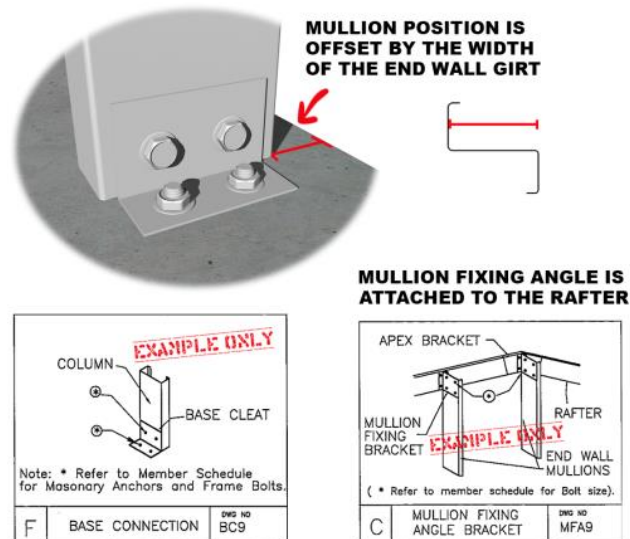 MULLION POSITION IS
OFFSET BY THE WIDTH
OF THE END WALL GIRT
MULLION FIXING ANGLE IS
ATTACHED TO THE RAFTER
EXAMPLE ONLY
COLUMN
*
BASE CLEAT
*
Note: * Refer to Member Schedule
for Masonary Anchors and Frame Bolts.
F
BASE CONNECTION
DWG NO
BC9
APEX BRACKET
*
RAFTER
MULLION
FIXING
BRACKET
EXAMPLE ONLY
END WALL
MULLIONS
( * Refer to member schedule for Bolt size).
C
MULLION FIXING
ANGLE BRACKET
DWG NO
MFA9